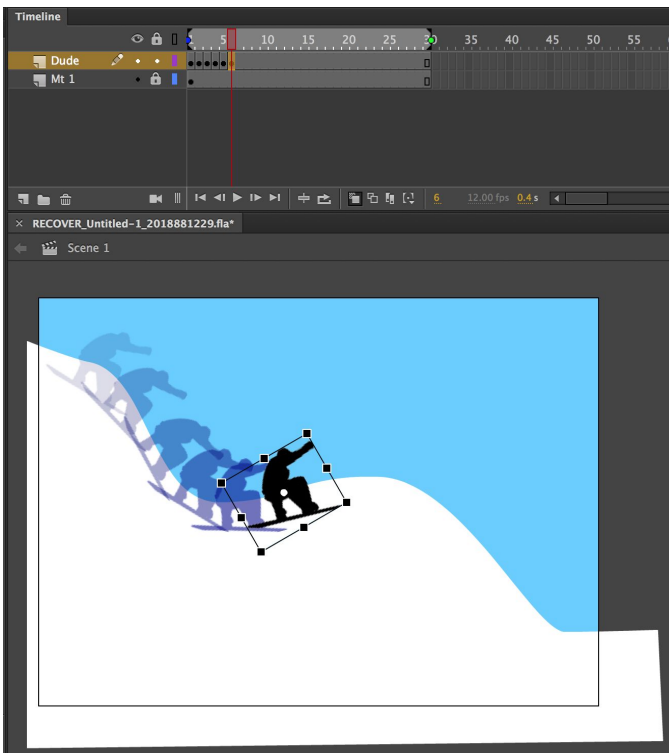 Timeline
5 10 15 20 25 30 35 40 45 50 55
Dude
Mt 1
6 12.00 fps 0.4 s
× RECOVER_Untitled-1_2018881229.fla*
Scene 1